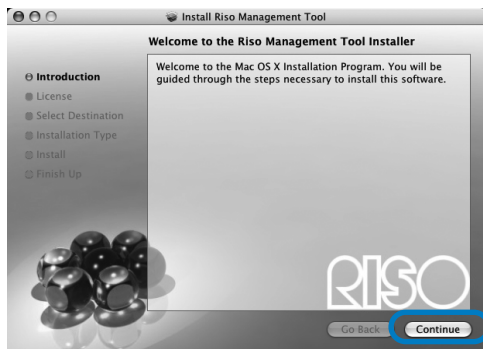 Install Riso Management Tool
Welcome to the Riso Management Tool Installer
Introduction
License
Select Destination
Installation Type
Install
Finish Up
Welcome to the Mac OS X Installation Program. You will be
guided through the steps necessary to install this software.
RISO
Go Back
Continue